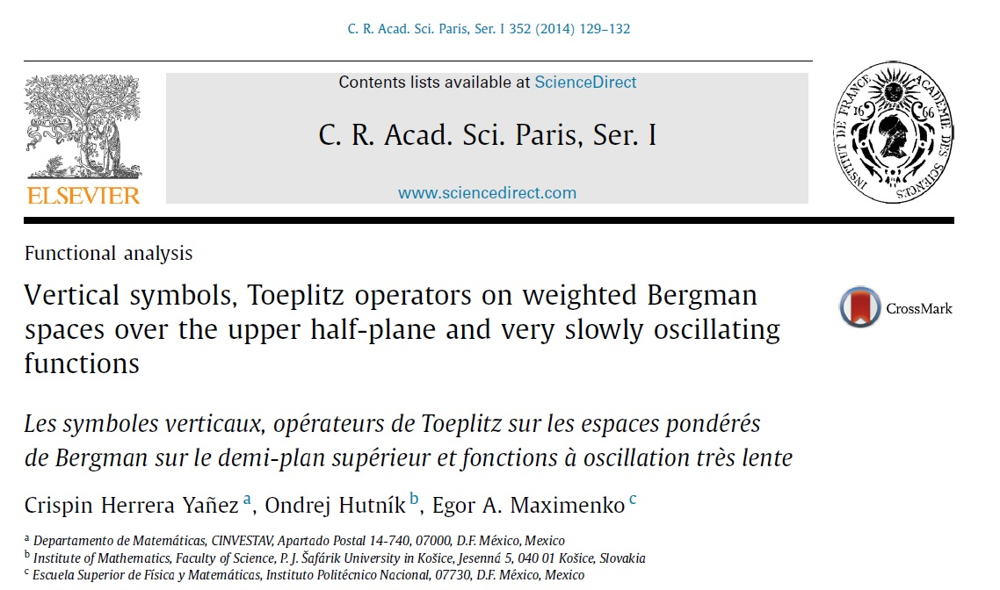 C. R. Acad. Sci. Paris, Ser. I 352 (2014) 129–132
Contents lists available at ScienceDirect
C. R. Acad. Sci. Paris, Ser. I
www.sciencedirect.com
NON SOLUS
ELSEVIER
INSTITUT DE FRANCE ACADÉMIE DES SCIENCES
1666
Functional analysis
Vertical symbols, Toeplitz operators on weighted Bergman
spaces over the upper half-plane and very slowly oscillating
functions
CrossMark
Les symboles verticaux, opérateurs de Toeplitz sur les espaces pondérés
de Bergman sur le demi-plan supérieur et fonctions à oscillation très lente
Crispin Herrera Yañez a, Ondrej Hutník b, Egor A. Maximenko c
a Departamento de Matemáticas, CINVESTAV, Apartado Postal 14-740, 07000, D.F. México, Mexico
b Institute of Mathematics, Faculty of Science, P. J. Šafárik University in Košice, Jesenná 5, 040 01 Košice, Slovakia
c Escuela Superior de Física y Matemáticas, Instituto Politécnico Nacional, 07730, D.F. México, Mexico